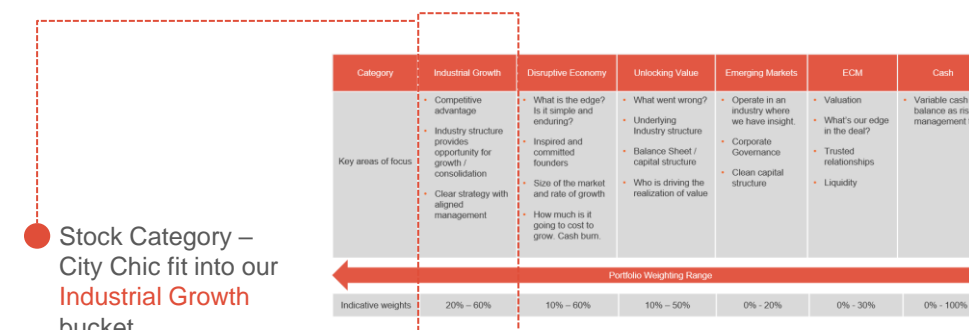 Category Industrial Growth Disruptive Economy Unlocking Value Emerging Markets ECM Cash
Key areas of focus
• Competitive
advantage
• Industry structure
provides
opportunity for
growth /
consolidation
• Clear strategy with
aligned
management
• What is the edge?
Is it simple and
enduring?
• Inspired and
committed
founders
• Size of the market
and rate of growth
• How much is it
going to cost to
grow. Cash burn.
• What went wrong?
• Underlying
Industry structure
• Balance Sheet /
capital structure
• Who is driving the
realization of value
• Operate in an
industry where
we have insight.
• Corporate
Governance
• Clean capital
structure
• Valuation
• What's our edge
in the deal?
• Trusted
relationships
• Liquidity
• Variable cash
balance as ris
management
Portfolio Weighting Range
Indicative weights 20% – 60% 10% – 60% 10% – 50% 0% - 20% 0% - 30% 0% - 100%
Stock Category –
City Chic fit into our
Industrial Growth
bucket